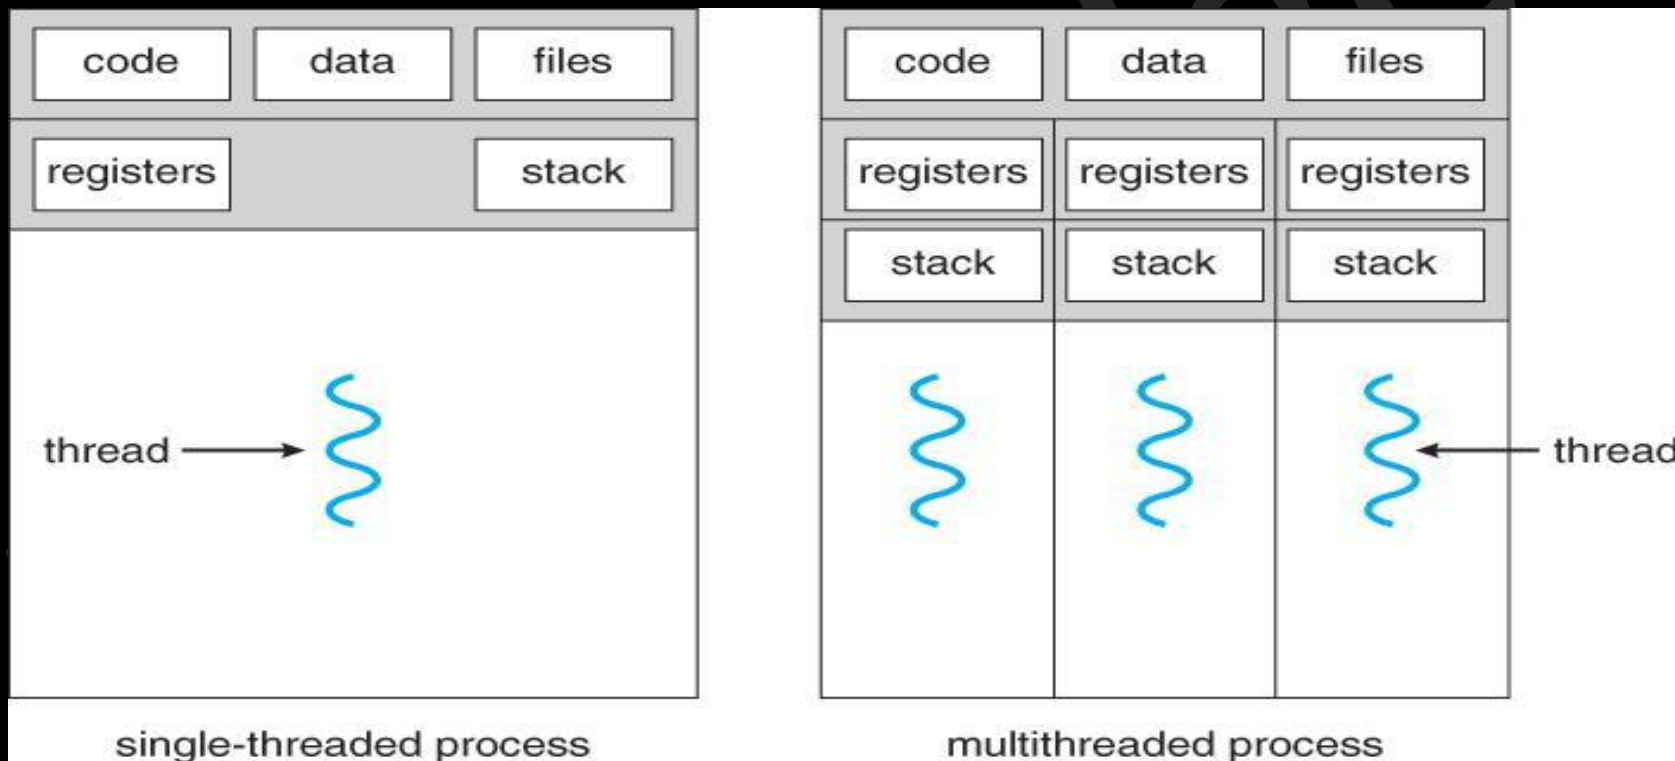 code data files
registers stack
thread
single-threaded process
code data files
registers registers registers
stack stack stack
thread
multithreaded process